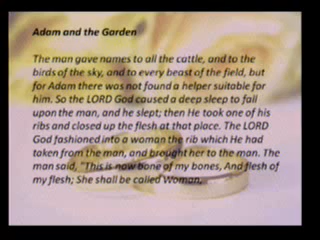 Adam and the Garden
The man gave names to all the cattle, and to the
birds of the sky, and to every beast of the field, but
for Adam there was not found a helper suitable for
him. So the LORD God caused a deep sleep to fall
upon the man, and he slept; then He took one of his
ribs and closed up the flesh at that place. The LORD
God fashioned into a woman the rib which He had
taken from the man, and brought her to the man. The
man said, "This is now bone of my bones, And flesh of
my flesh; She shall be called Woman,